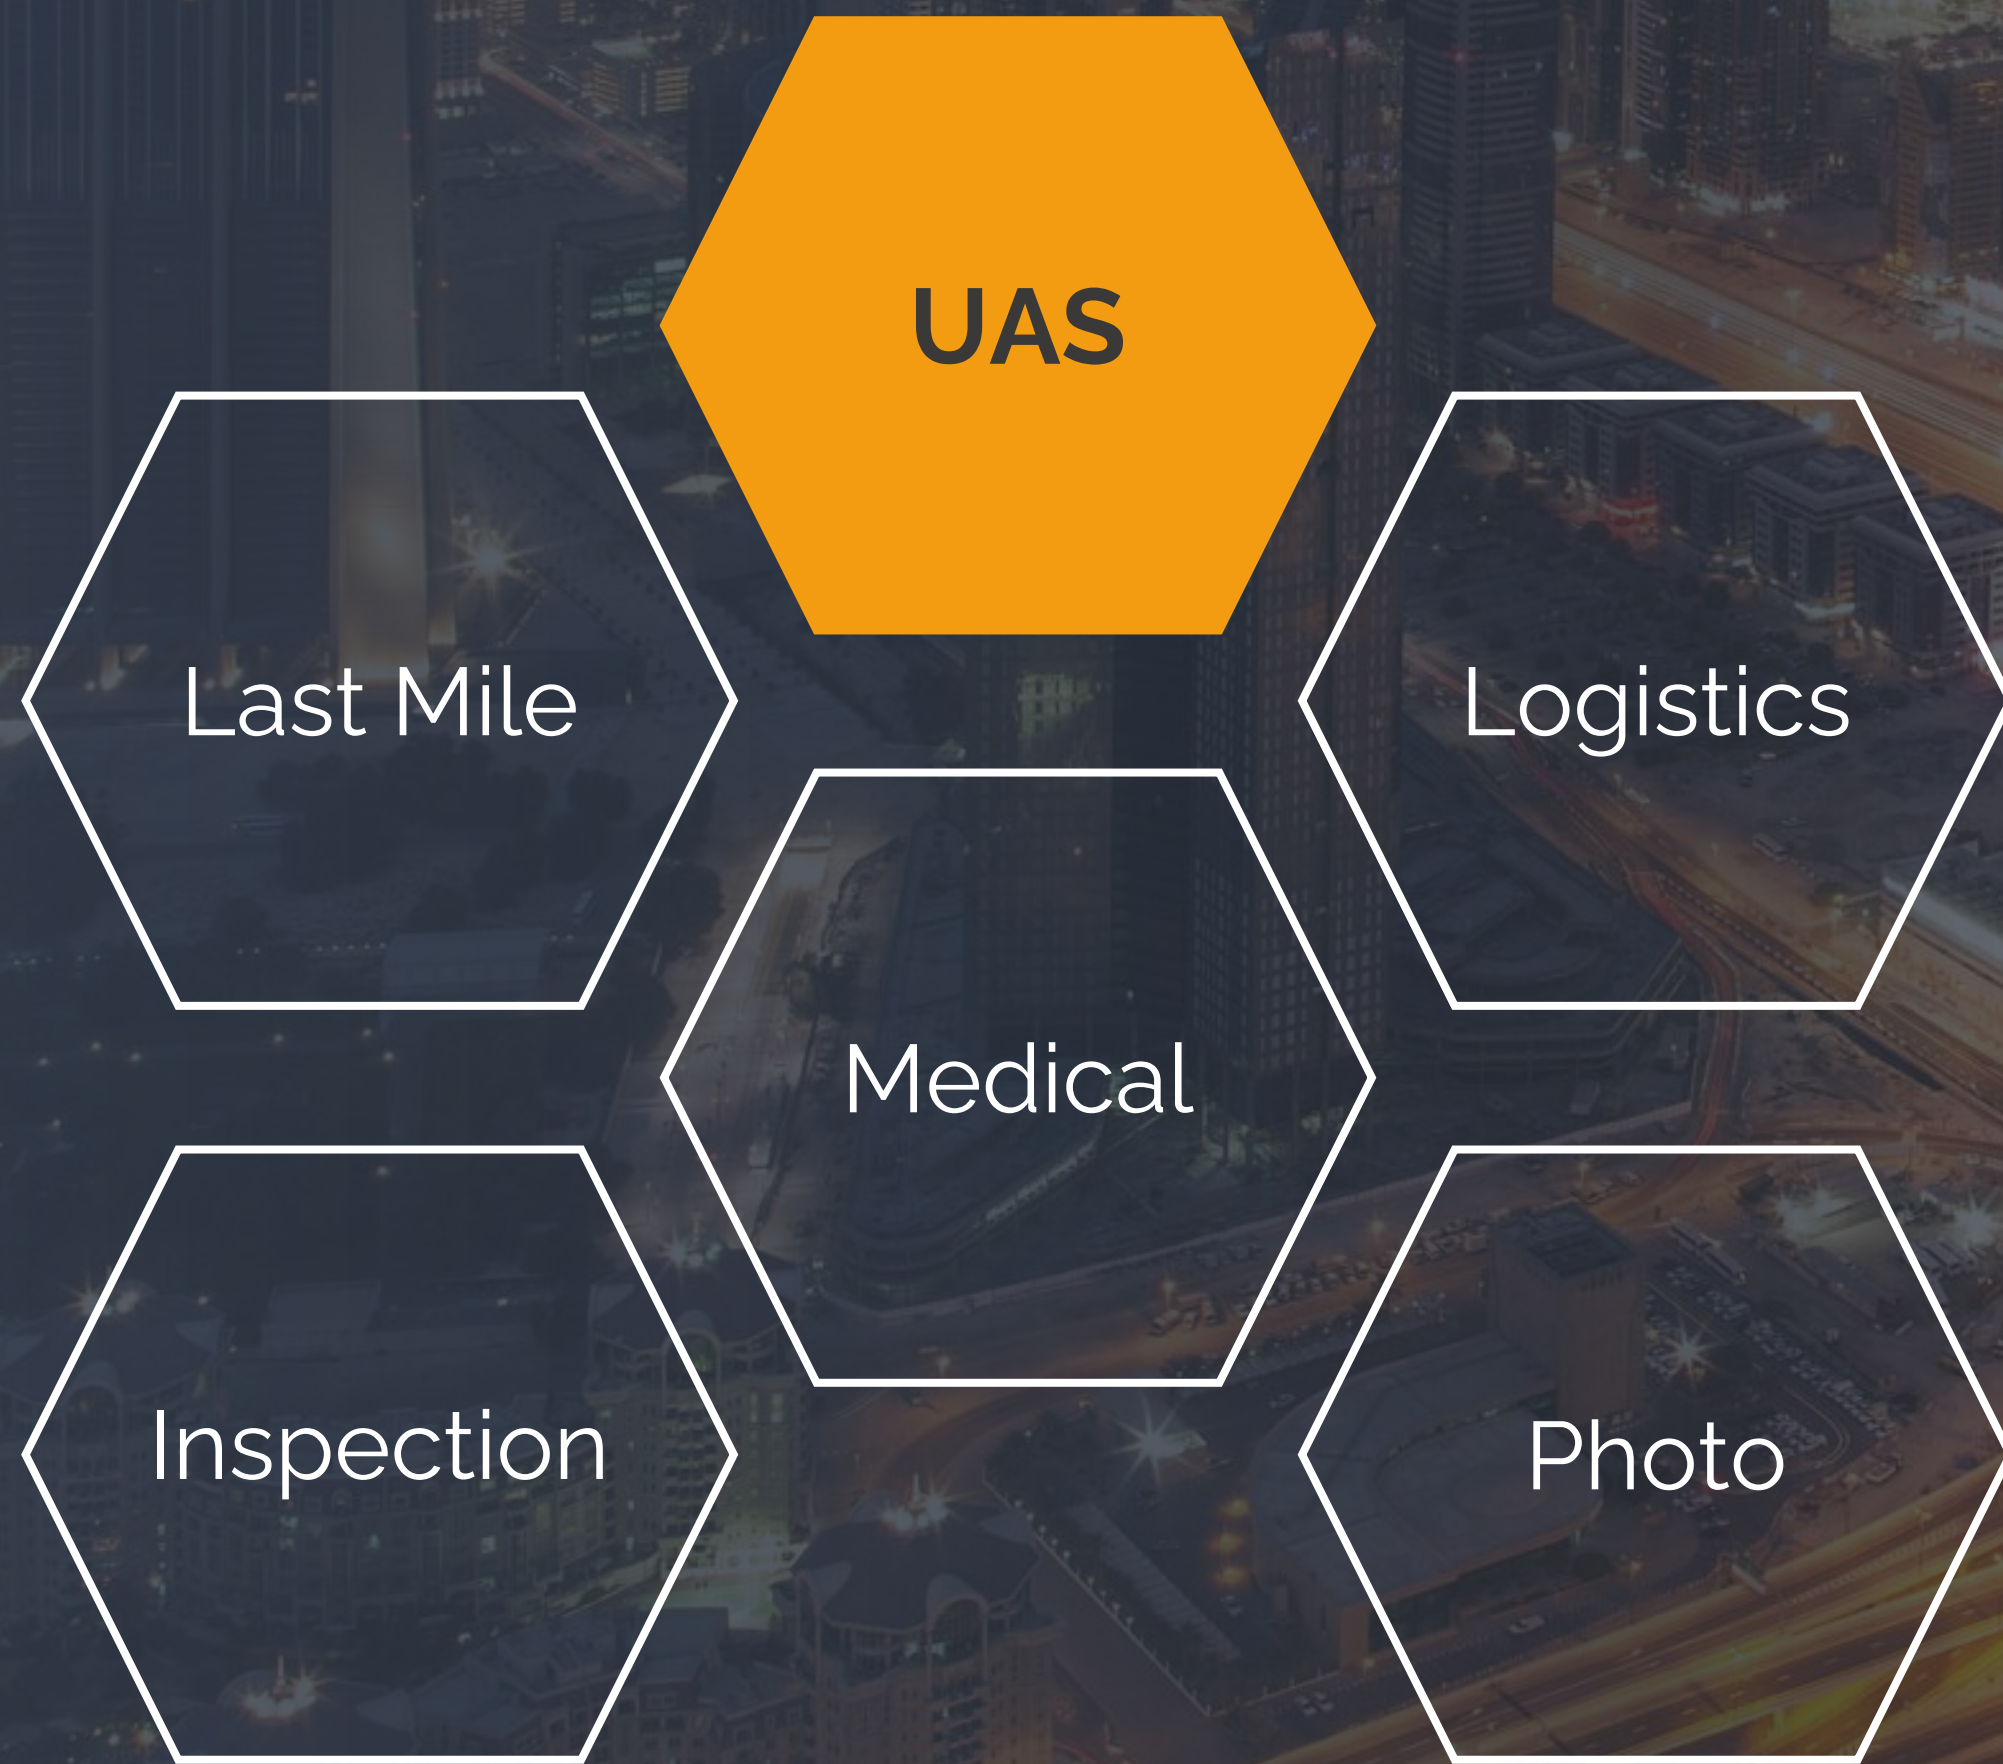 UAS
Last Mile
Logistics
Medical
Inspection
Photo